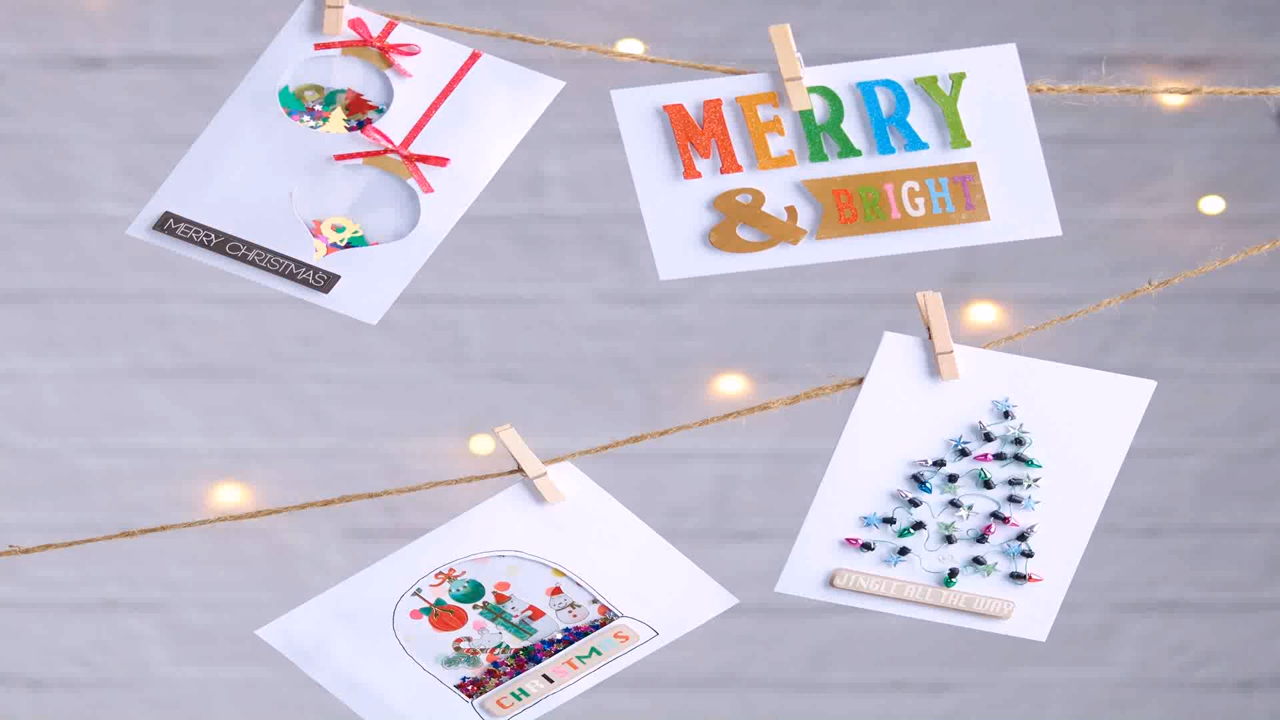 MERRY CHRISTMAS
MERRY
& BRIGHT
CHRISTMAS
JINGLE ALL THE WAY